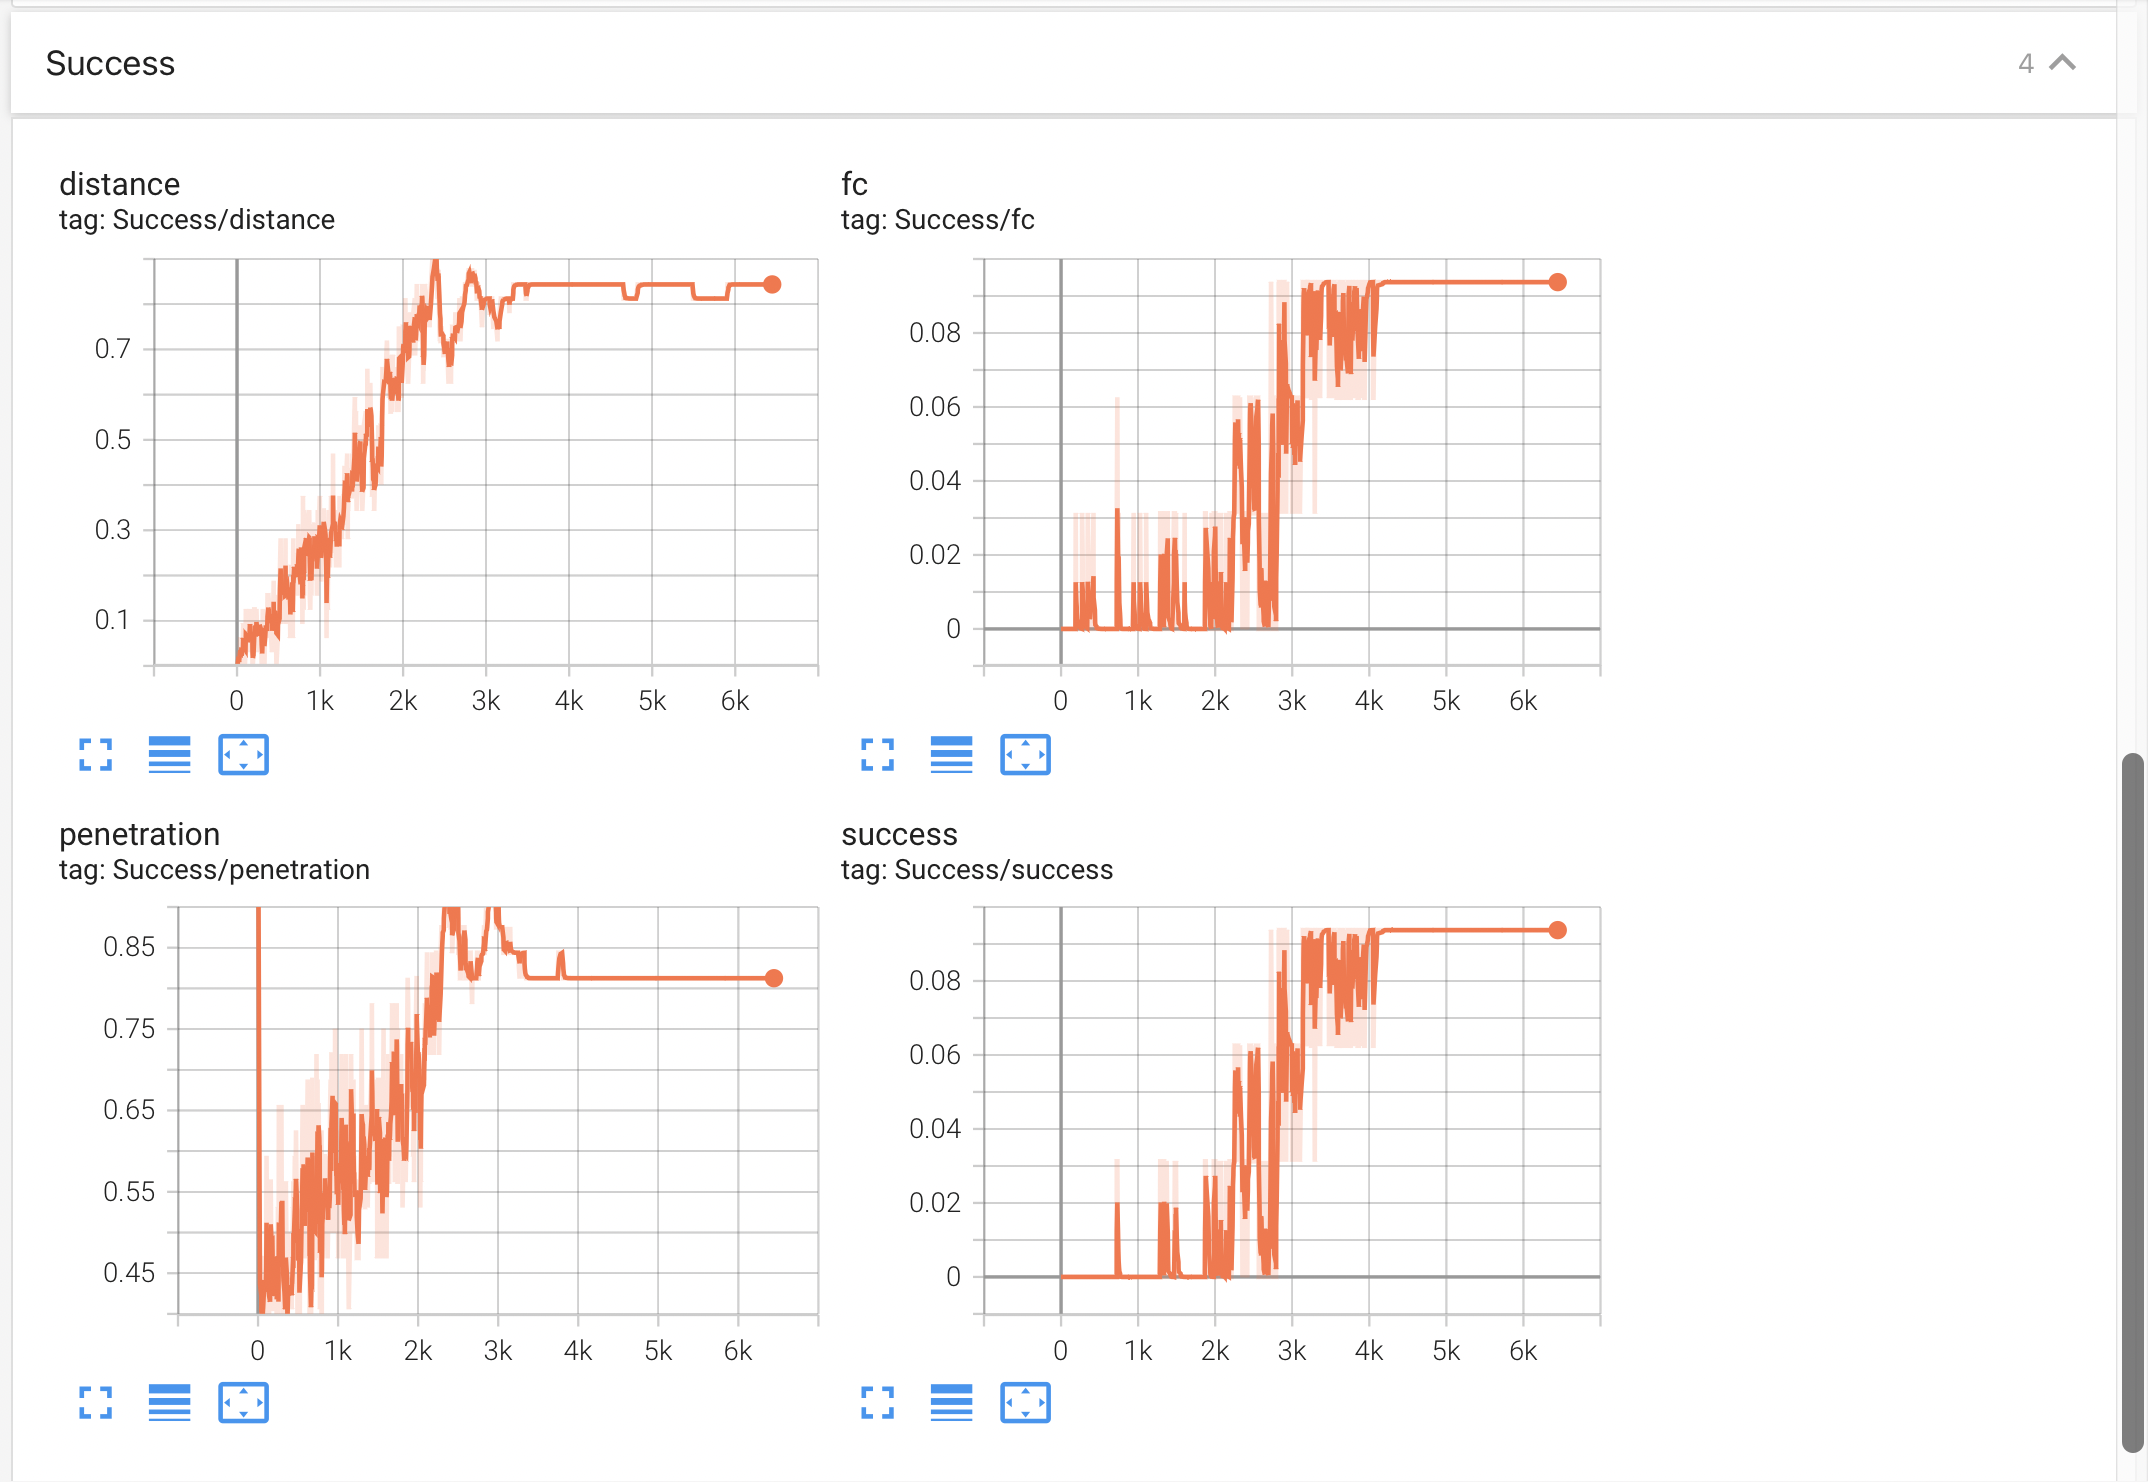 Success
4
distance
tag: Success/distance
0.7
0.5
0.3
0.1
0 1k 2k 3k 4k 5k 6k
fc
tag: Success/fc
0.08
0.06
0.04
0.02
0
0 1k 2k 3k 4k 5k 6k
penetration
tag: Success/penetration
0.85
0.75
0.65
0.55
0.45
0 1k 2k 3k 4k 5k 6k
success
tag: Success/success
0.08
0.06
0.04
0.02
0
0 1k 2k 3k 4k 5k 6k